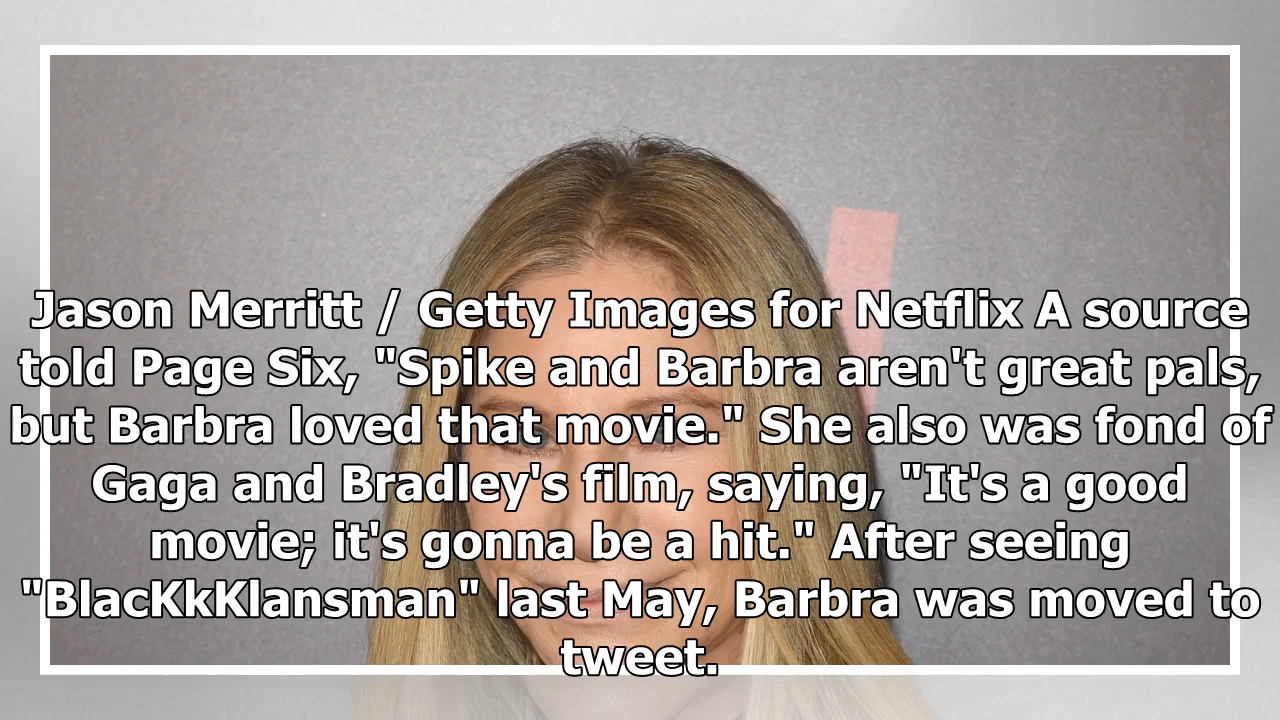 Jason Merritt / Getty Images for Netflix A source
told Page Six, "Spike and Barbra aren't great pals,
but Barbra loved that movie." She also was fond of
Gaga and Bradley's film, saying, "It's a good
movie; it's gonna be a hit." After seeing
"BlacKkKlansman" last May, Barbra was moved to
tweet.